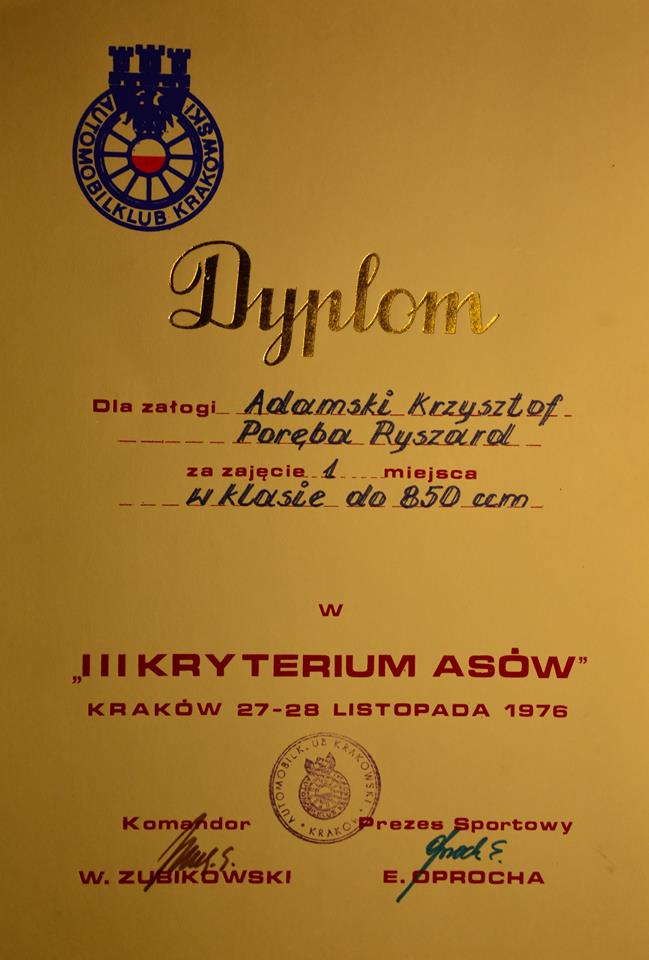 AUTOMOBILKLUB KRAKOWSKI
Dyplom
Dla załogi Adamski Krzysztof
Poręba Ryszard
za zajęcie 1 miejsca
w klasie do 850 ccm
w
„III KRYTERIUM ASÓW”
KRAKÓW 27-28 LISTOPADA 1976
AUTOMOBILKLUB KRAKOWSKI
KRAKÓW
Komandor Prezes Sportowy
W. ZUBIKOWSKI E. OPROCHA